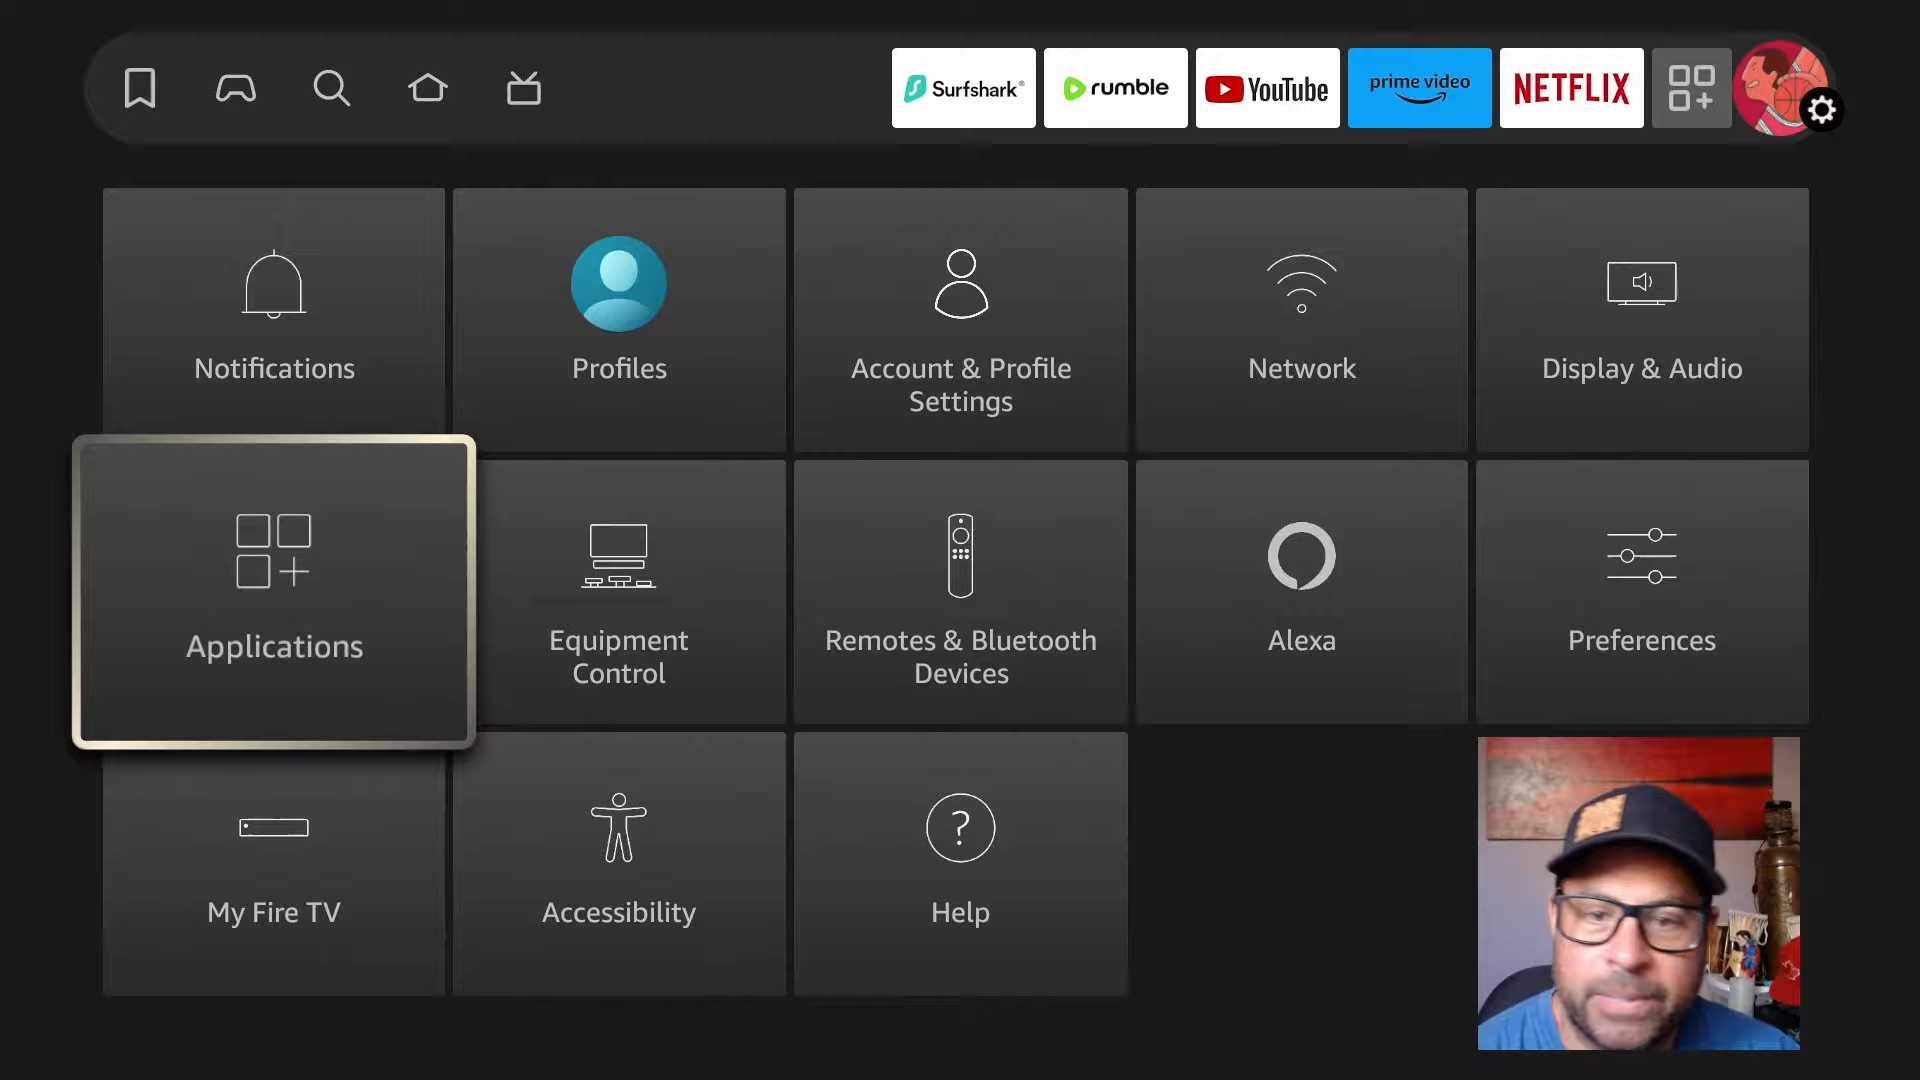 Surfshark®
rumble
YouTube
prime video
NETFLIX
Notifications
Profiles
Account & Profile
Settings
Network
Display & Audio
Applications
Equipment
Control
Remotes & Bluetooth
Devices
Alexa
Preferences
My Fire TV
Accessibility
?
Help